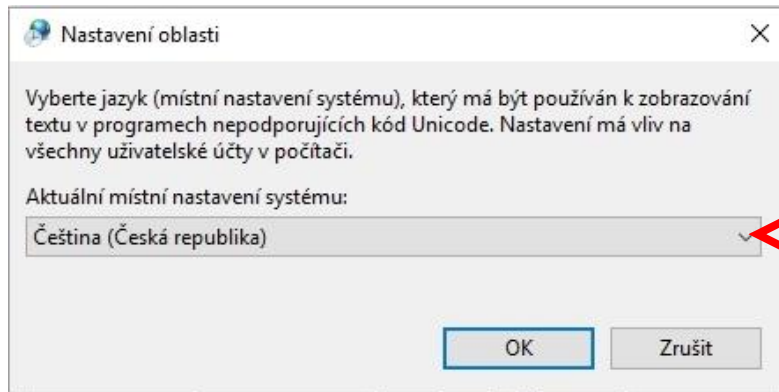 Nastavení oblasti
Vyberte jazyk (místní nastavení systému), který má být používán k zobrazování
textu v programech nepodporujících kód Unicode. Nastavení má vliv na
všechny uživatelské účty v počítači.
Aktuální místní nastavení systému:
Čeština (Česká republika)
OK
Zrušit